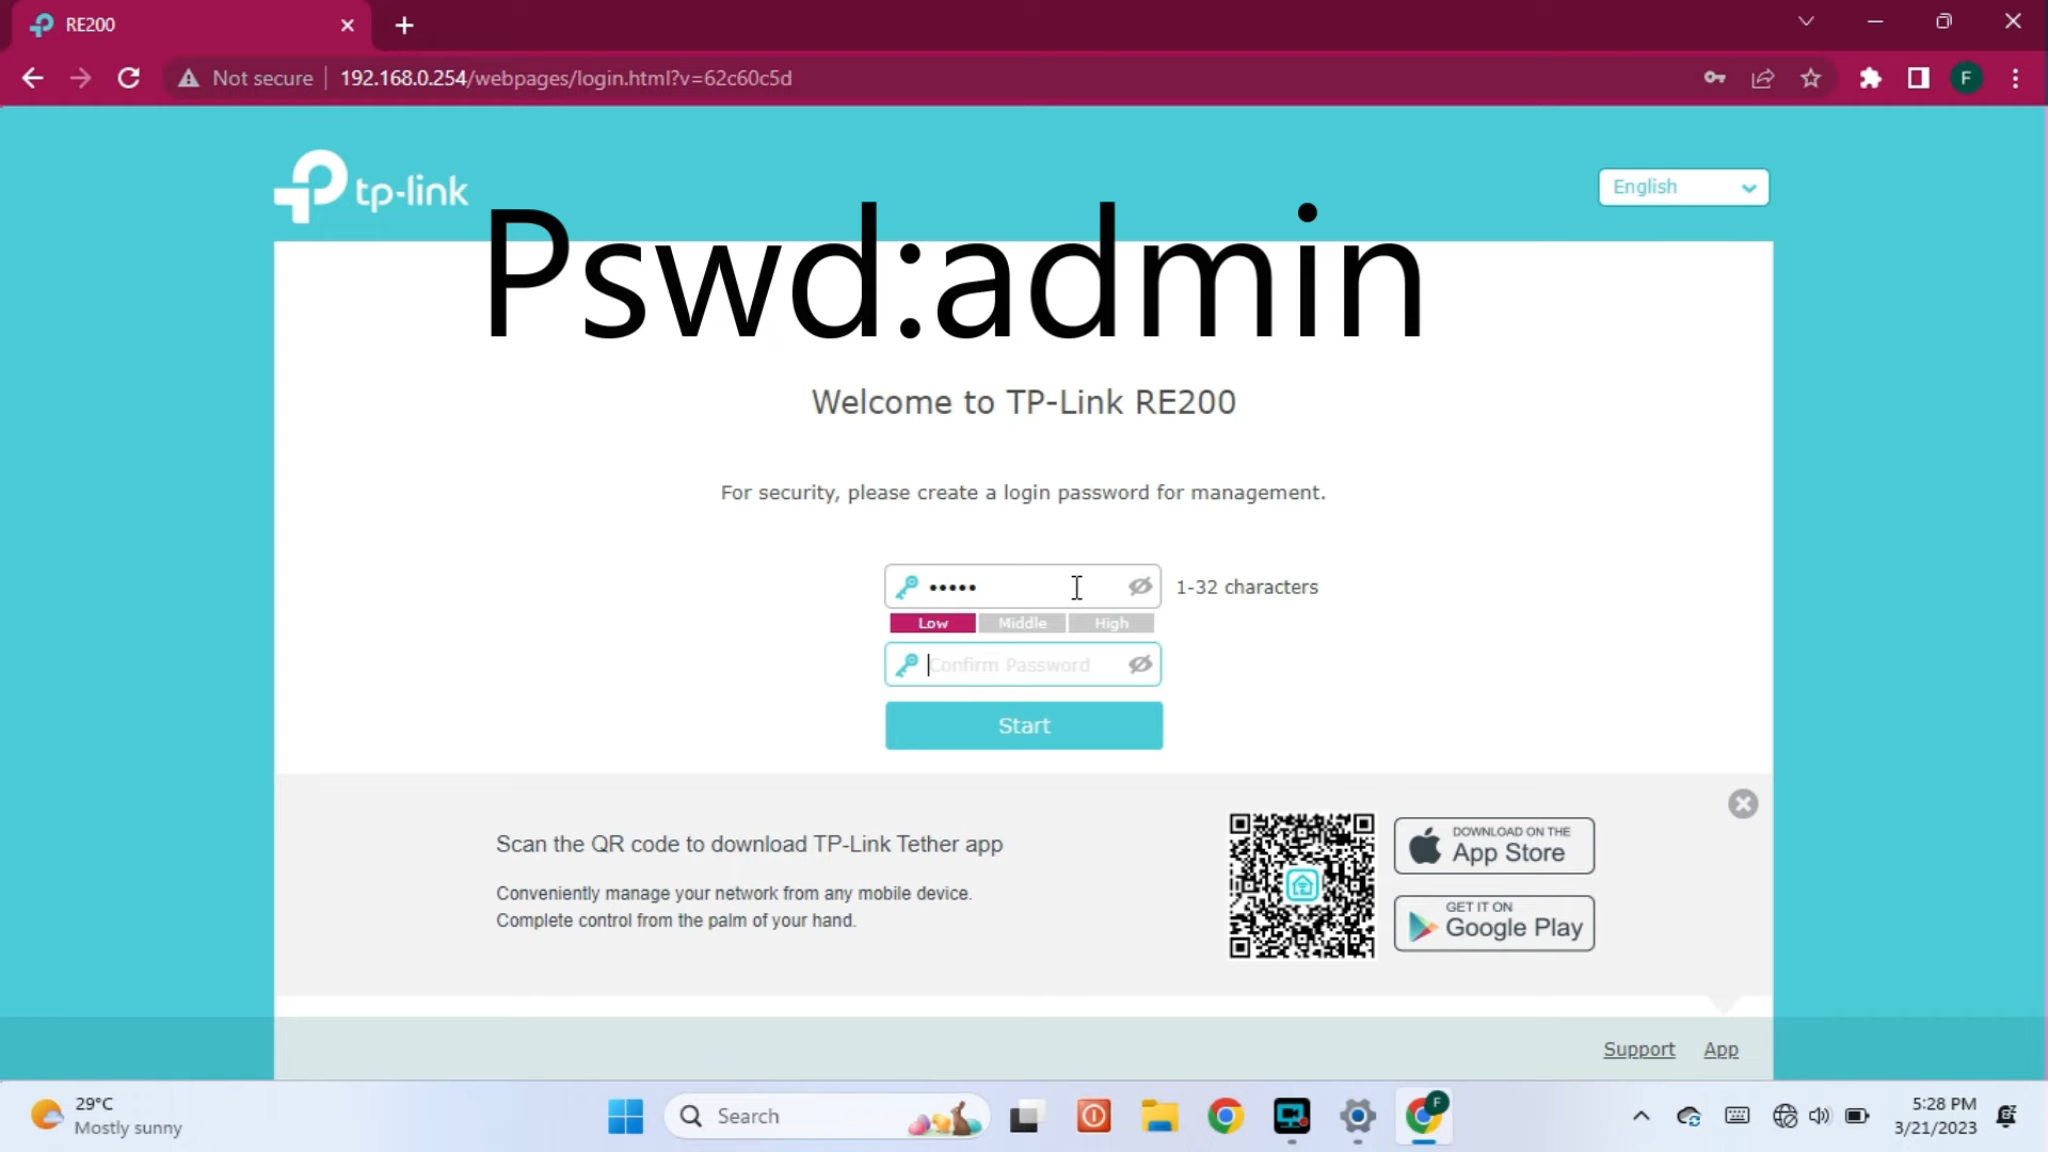 RE200
Not secure
192.168.0.254/webpages/login.html?v=62c60c5d
F
tp-link
English
Pswd:admin
Welcome to TP-Link RE200
For security, please create a login password for management.
•••••
1-32 characters
Low
Middle
High
Confirm Password
Start
Scan the QR code to download TP-Link Tether app
Conveniently manage your network from any mobile device.
Complete control from the palm of your hand.
DOWNLOAD ON THE
App Store
GET IT ON
Google Play
Support
App
29°C
Mostly sunny
Search
F
5:28 PM
3/21/2023